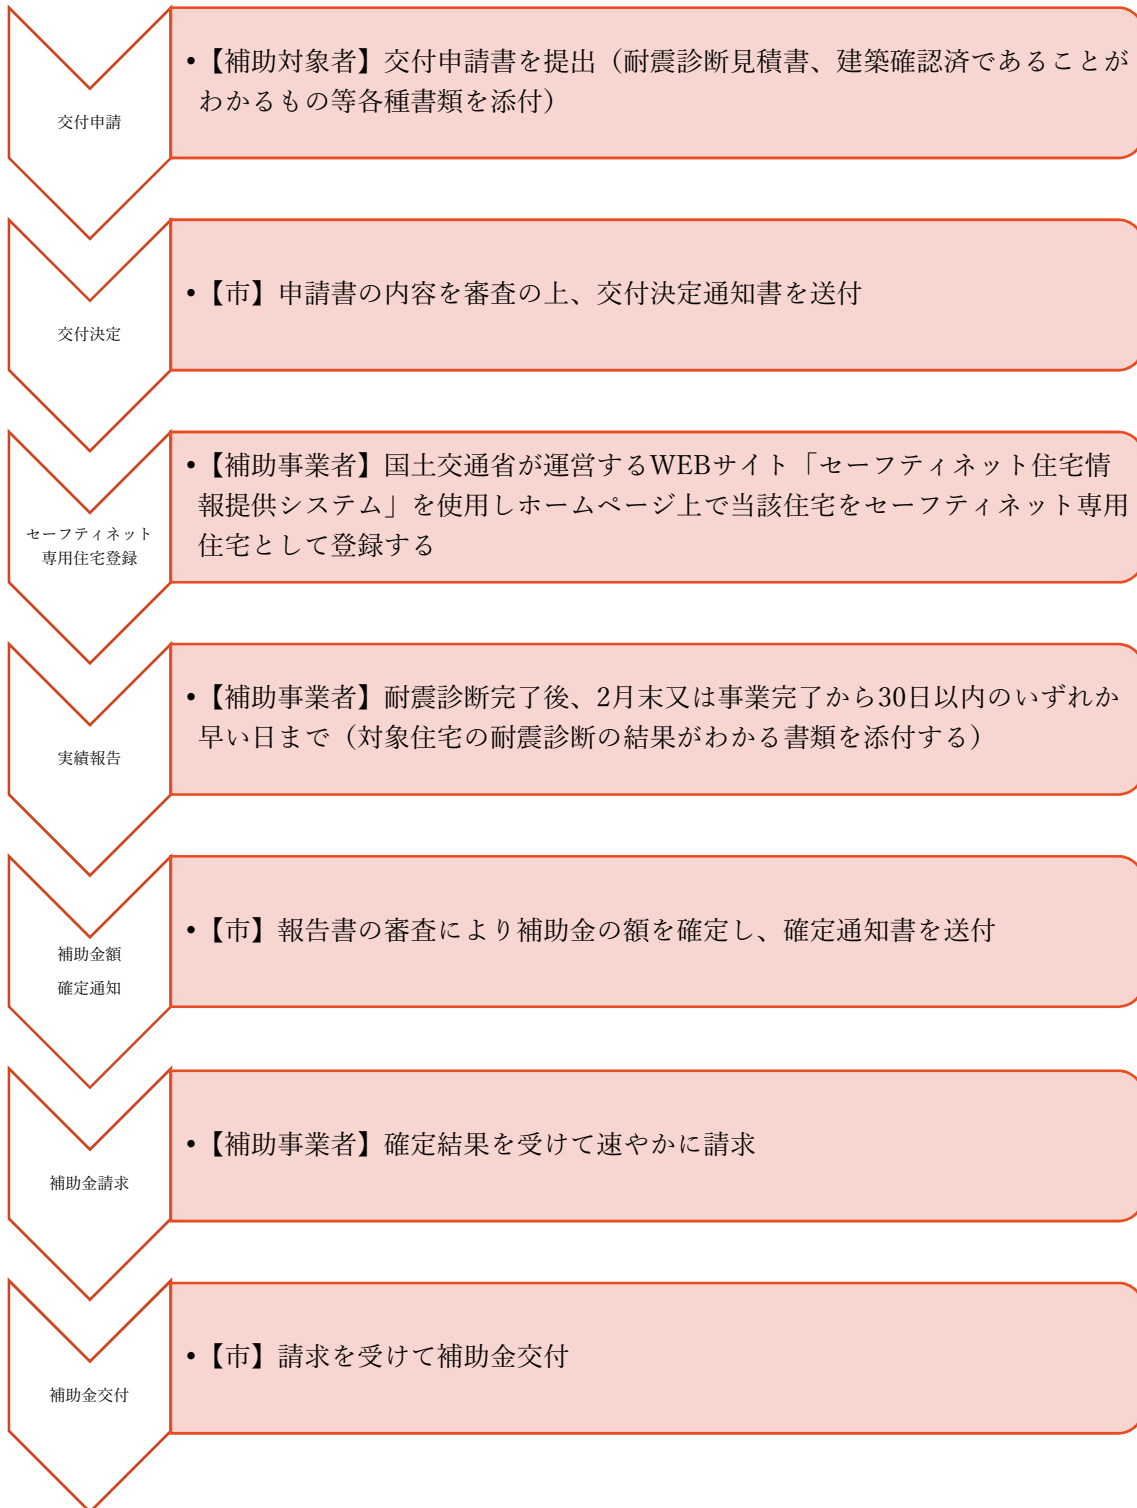 交付申請
•【補助対象者】交付申請書を提出（耐震診断見積書、建築確認済であることが
わかるもの等各種書類を添付）
交付決定
•【市】申請書の内容を審査の上、交付決定通知書を送付
セーフティネット
専用住宅登録
•【補助事業者】国土交通省が運営するWEBサイト「セーフティネット住宅情
報提供システム」を使用しホームページ上で当該住宅をセーフティネット専用
住宅として登録する
実績報告
•【補助事業者】耐震診断完了後、2月末又は事業完了から30日以内のいずれか
早い日まで（対象住宅の耐震診断の結果がわかる書類を添付する）
補助金額
確定通知
•【市】報告書の審査により補助金の額を確定し、確定通知書を送付
補助金請求
•【補助事業者】確定結果を受けて速やかに請求
補助金交付
•【市】請求を受けて補助金交付